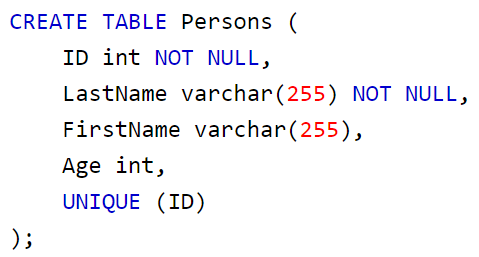 CREATE TABLE Persons (
    ID int NOT NULL,
    LastName varchar(255) NOT NULL,
    FirstName varchar(255),
    Age int,
    UNIQUE (ID)
);